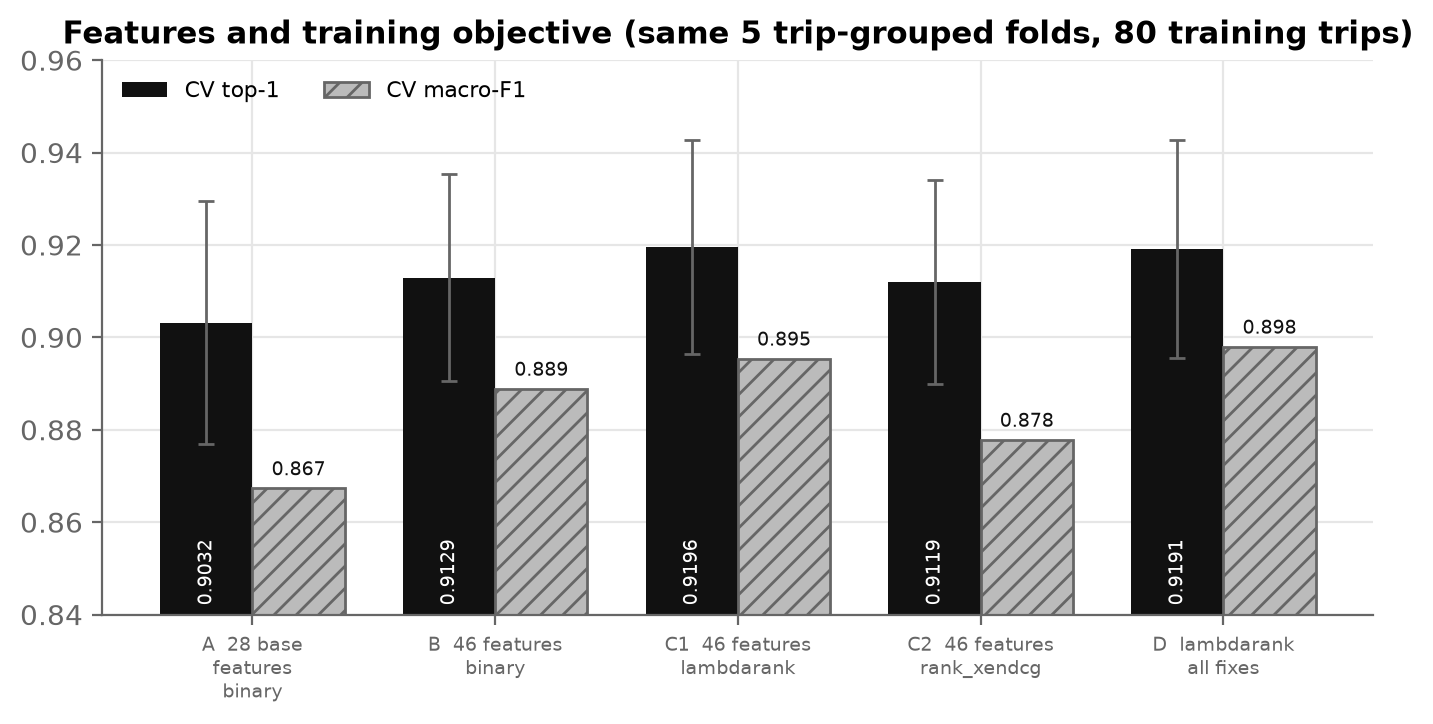 Features and training objective (same 5 trip-grouped folds, 80 training trips)
CV top-1
CV macro-F1
0.96
0.94
0.92
0.90
0.88
0.86
0.84
0.9032
0.867
0.9129
0.889
0.9196
0.895
0.9119
0.878
0.9191
0.898
A 28 base
features
binary
B 46 features
binary
C1 46 features
lambdarank
C2 46 features
rank_xendcg
D lambdarank
all fixes